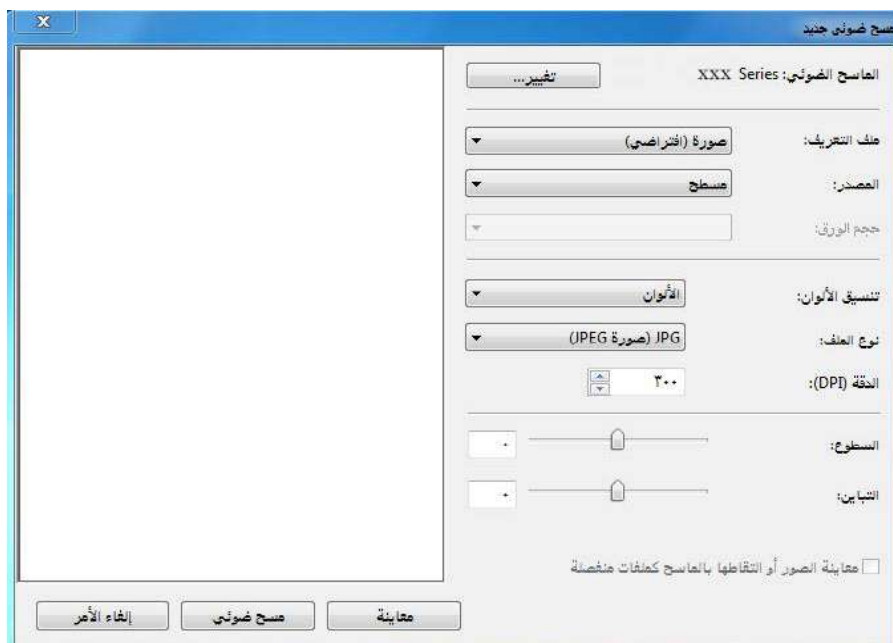 مسح ضوئي جديد
X
الماسح الضوئي: XXX Series
تغيير...
ملف التعريف:
صورة (افتراضي)
المصدر:
مسطح
حجم الورق:
تنسيق الألوان:
الألوان
نوع الملف:
JPG (صورة JPEG)
الدقة (DPI):
٣٠٠
السطوع:
٠
التباين:
٠
معاينة الصور أو التقاطها بالماسح كملفات منفصلة
معاينة
مسح ضوئي
إلغاء الأمر